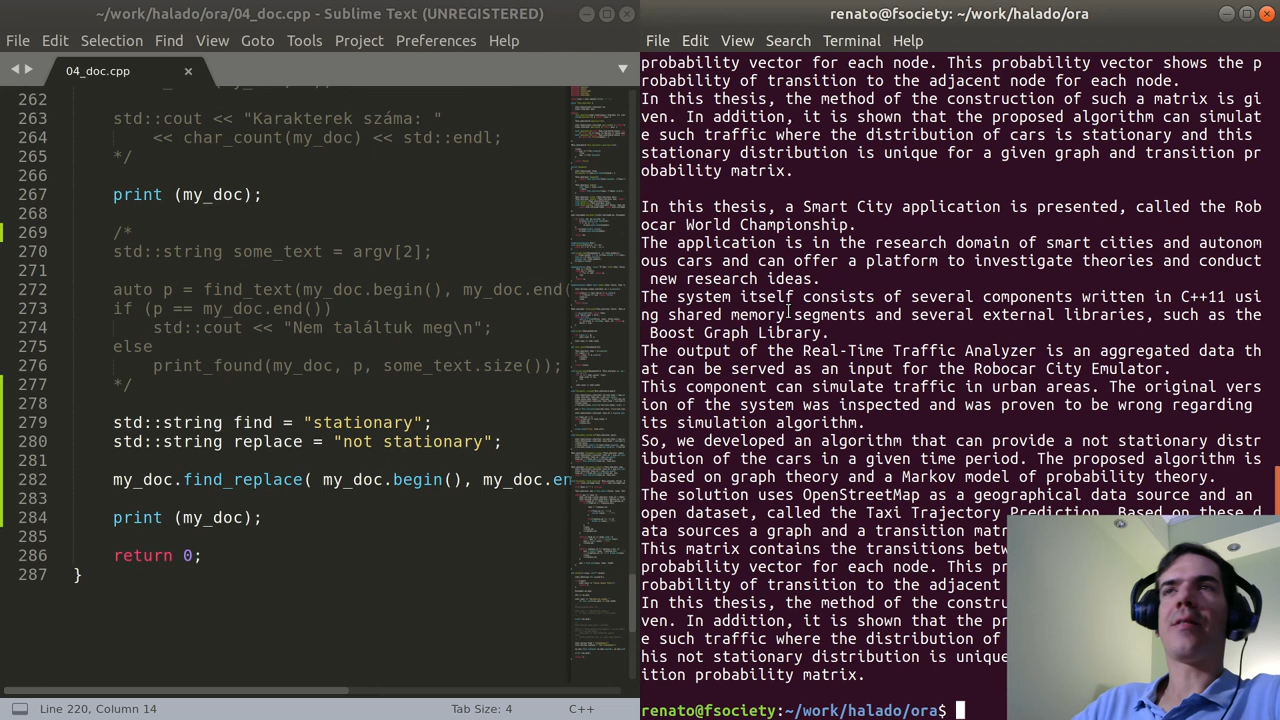 ~/work/halado/ora/04_doc.cpp - Sublime Text (UNREGISTERED)
File Edit Selection Find View Goto Tools Project Preferences Help
04_doc.cpp
262
263 std::cout << "Karakterek száma: "
264 << char_count(my_doc) << std::endl;
265 */
266
267 print (my_doc);
268
269 /*
270 std::string some_text = argv[2];
271
272 auto p = find_text(my_doc.begin(), my_doc.end(
273 if (p == my_doc.end())
274 std::cout << "Nem találtuk meg\n";
275 else
276 print_found(my_doc, p, some_text.size());
277 */
278
279 std::string find = "stationary";
280 std::string replace = "not stationary";
281
282 my_doc.find_replace( my_doc.begin(), my_doc.en
283
284 print (my_doc);
285
286 return 0;
287 }
Line 220, Column 14 Tab Size: 4 C++
renato@fsociety: ~/work/halado/ora
File Edit View Search Terminal Help
probability vector for each node. This probability vector shows the p
robability of transition to the adjacent node for each node.
In this thesis, the method of the construction of such a matrix is gi
ven. In addition, it is shown that the proposed algorithm can simulat
e such traffic where the distribution of cars is stationary and this
stationary distribution is unique for a given graph and transition pr
obability matrix.
In this thesis, a Smart City application is presented, called the Rob
ocar World Championship.
The application is in the research domain of smart cities and autonom
ous cars and can offer a platform to investigate theories and conduct
new research ideas.
The system itself consists of several components written in C++11 usi
ng shared memory segments and several external libraries, such as the
Boost Graph Library.
The output of the Real-Time Traffic Analyzer is an aggregated data th
at can be served as an input for the Robocar City Emulator.
This component can simulate traffic in urban areas. The original vers
ion of the system was presented and was proven to be wrong regarding
its simulation algorithm.
So, we developed an algorithm that can provide a not stationary distr
ibution of the cars in a given time period. The proposed algorithm is
based on graph theory and a Markov model of probability theory.
The solution uses OpenStreetMap as a geographical data source and an
open dataset, called the Taxi Trajectory Prediction. Based on these d
ata sources a graph and a transition matr
This matrix contains the transition betw
probability vector for each node. This pr
robability of transition to the adjacent
In this thesis, the method of the constru
ven. In addition, it is shown that the pr
e such traffic where the distribution of
his not stationary distribution is uniqu
ition probability matrix.
renato@fsociety:~/work/halado/ora$